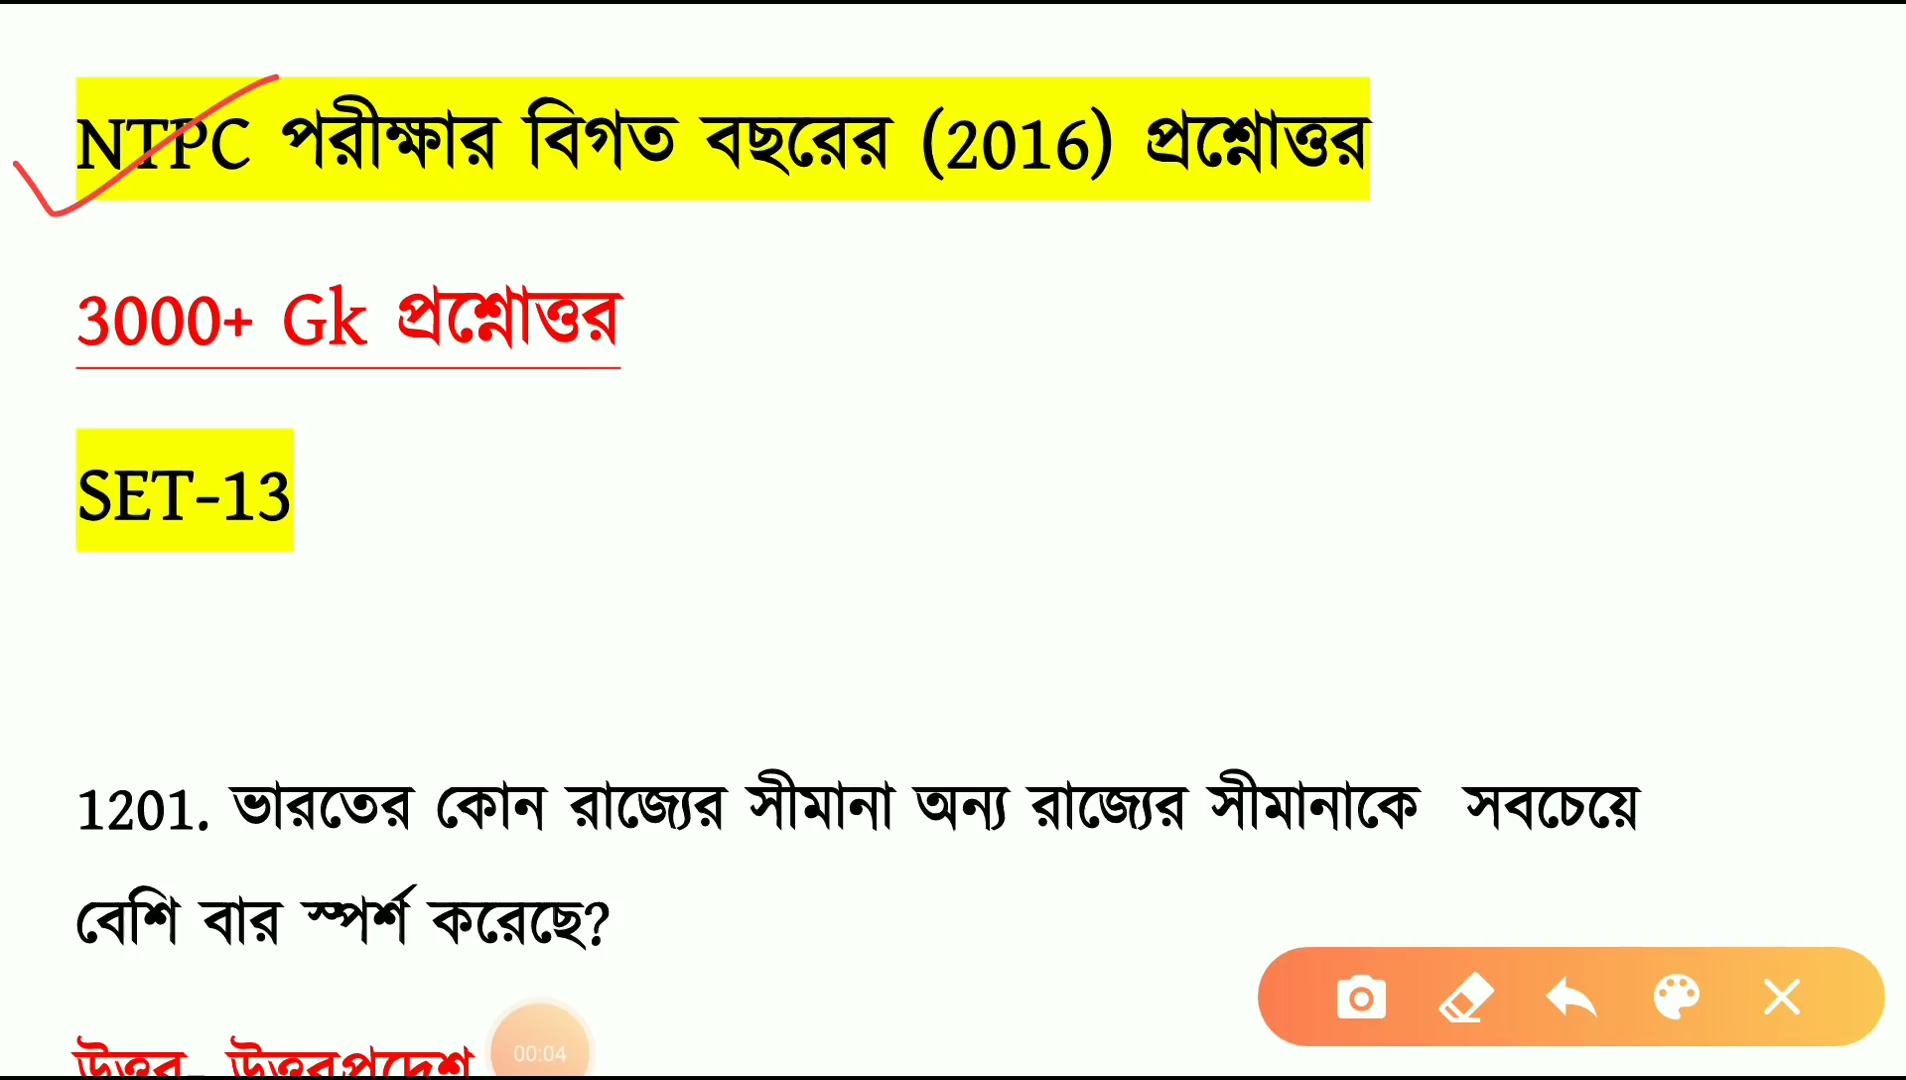 NTPC পরীক্ষার বিগত বছরের (2016) প্রশ্নোত্তর
3000+ Gk প্রশ্নোত্তর
SET-13
1201. ভারতের কোন রাজ্যের সীমানা অন্য রাজ্যের সীমানাকে সবচেয়ে
বেশি বার স্পর্শ করেছে?
উত্তর- উত্তরপ্রদেশ
00:04